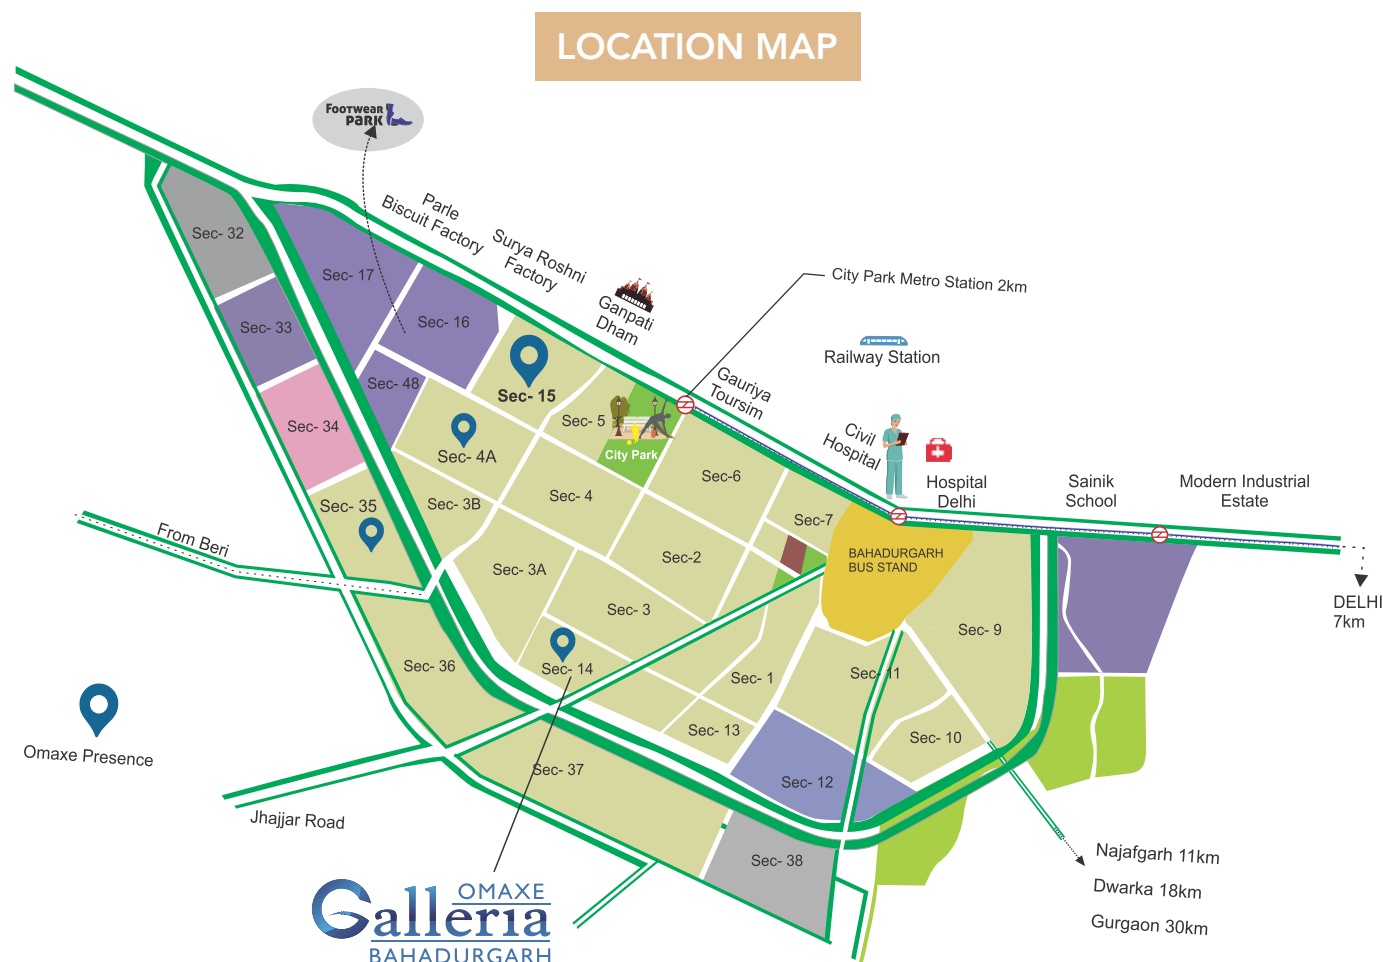 LOCATION MAP
FOOTWEAR
PARK
Parle
Biscuit Factory
Surya Roshni
Factory
Ganpati
Dham
City Park Metro Station 2km
Railway Station
Gauriya
Toursim
Civil
Hospital
Hospital
Delhi
Sainik
School
Modern Industrial
Estate
DELHI
7km
Sec- 32
Sec- 17
Sec- 33
Sec- 16
Sec- 48
Sec- 15
Sec- 34
Sec- 5
City Park
Sec- 4A
Sec- 6
Sec- 4
Sec- 3B
Sec- 35
Sec-7
From Beri
BAHADURGARH
BUS STAND
Sec- 3A
Sec-2
Sec- 3
Sec- 9
Sec- 36
Sec- 14
Sec- 1
Sec- 11
Sec- 13
Sec- 10
Sec- 37
Sec- 12
Omaxe Presence
Jhajjar Road
Sec- 38
Najafgarh 11km
Dwarka 18km
Gurgaon 30km
OMAXE
Galleria
BAHADURGARH